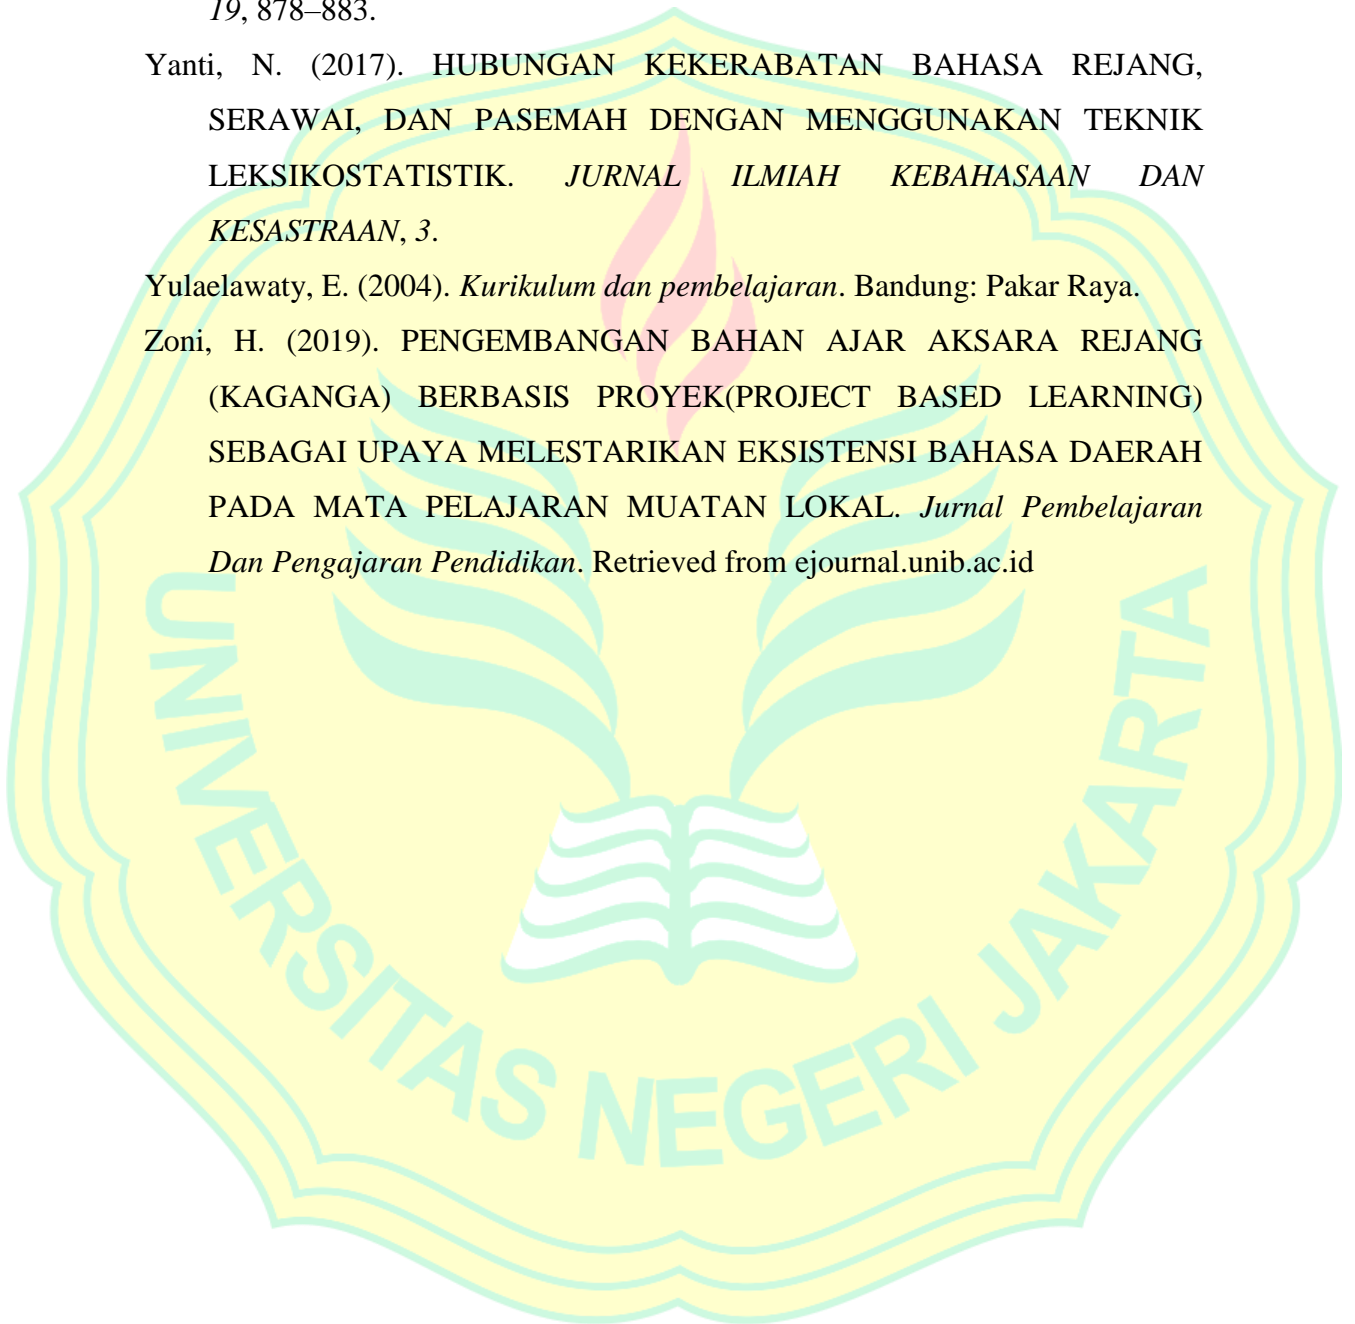 19, 878–883.
Yanti, N. (2017). HUBUNGAN KEKERABATAN BAHASA REJANG,
SERAWAI, DAN PASEMAH DENGAN MENGGUNAKAN TEKNIK
LEKSIKOSTATISTIK. JURNAL ILMIAH KEBAHASAAN DAN
KESASTRAAN, 3.
Yulaelawaty, E. (2004). Kurikulum dan pembelajaran. Bandung: Pakar Raya.
Zoni, H. (2019). PENGEMBANGAN BAHAN AJAR AKSARA REJANG
(KAGANGA) BERBASIS PROYEK(PROJECT BASED LEARNING)
SEBAGAI UPAYA MELESTARIKAN EKSISTENSI BAHASA DAERAH
PADA MATA PELAJARAN MUATAN LOKAL. Jurnal Pembelajaran
Dan Pengajaran Pendidikan. Retrieved from ejournal.unib.ac.id
UNIVERSITAS NEGERI JAKARTA